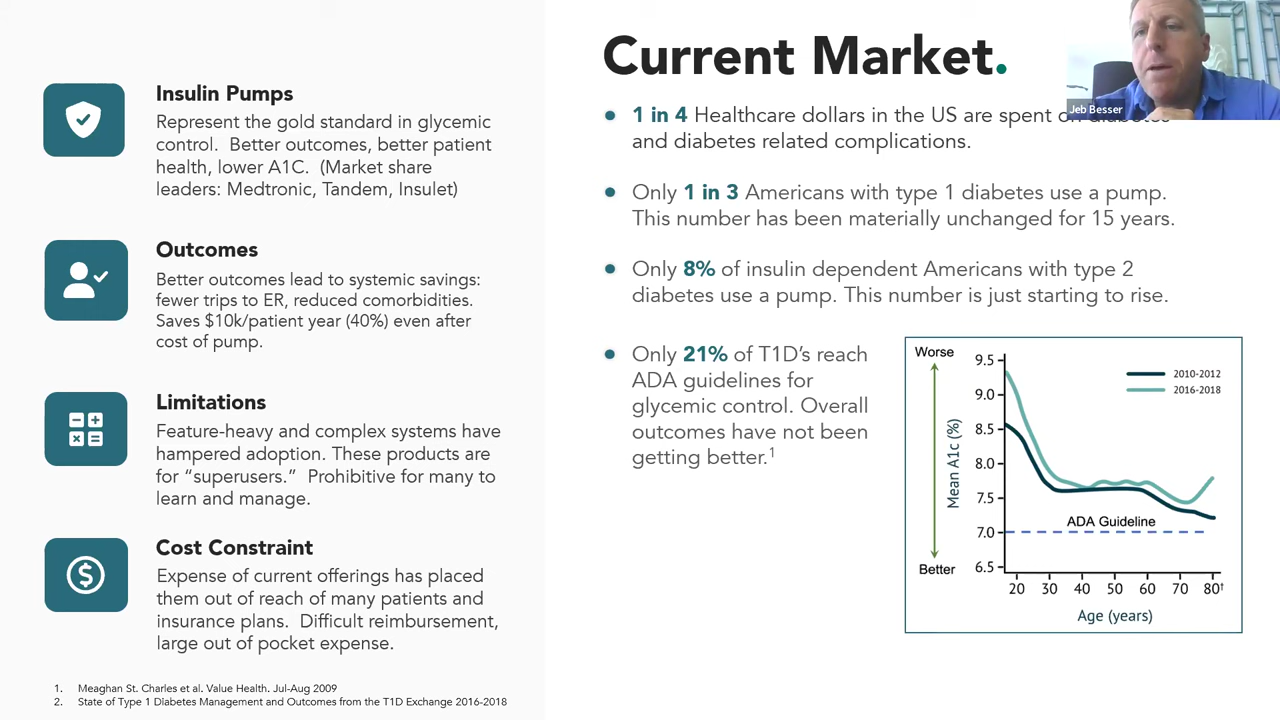 Insulin Pumps
Represent the gold standard in glycemic
control.  Better outcomes, better patient
health, lower A1C.  (Market share
leaders: Medtronic, Tandem, Insulet)
Outcomes
Better outcomes lead to systemic savings:
fewer trips to ER, reduced comorbidities.
Saves $10k/patient year (40%) even after
cost of pump.
Limitations
Feature-heavy and complex systems have
hampered adoption. These products are
for “superusers.”  Prohibitive for many to
learn and manage.
Cost Constraint
Expense of current offerings has placed
them out of reach of many patients and
insurance plans.  Difficult reimbursement,
large out of pocket expense.
1. Meaghan St. Charles et al. Value Health. Jul-Aug 2009
2. State of Type 1 Diabetes Management and Outcomes from the T1D Exchange 2016-2018
Current Market.
Jeb Besser
• 1 in 4 Healthcare dollars in the US are spent on diabetes
and diabetes related complications.
• Only 1 in 3 Americans with type 1 diabetes use a pump.
This number has been materially unchanged for 15 years.
• Only 8% of insulin dependent Americans with type 2
diabetes use a pump. This number is just starting to rise.
• Only 21% of T1D’s reach
ADA guidelines for
glycemic control. Overall
outcomes have not been
getting better.¹
Worse
Better
Mean A1c (%)
9.5
9.0
8.5
8.0
7.5
7.0
6.5
2010-2012
2016-2018
ADA Guideline
20 30 40 50 60 70 80†
Age (years)